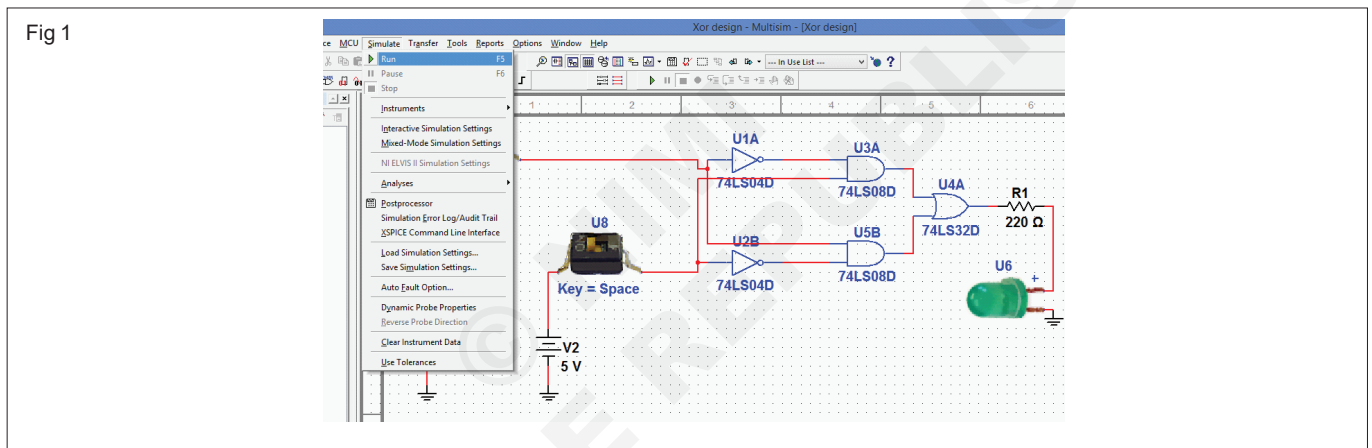 Fig 1
Xor design - Multisim - [Xor design]
MCU Simulate Transfer Tools Reports Options Window Help
Run F5
Pause F6
Stop
Instruments
Interactive Simulation Settings
Mixed-Mode Simulation Settings
NI ELVIS II Simulation Settings
Analyses
Postprocessor
Simulation Error Log/Audit Trail
XSPICE Command Line Interface
Load Simulation Settings...
Save Simulation Settings...
Auto Fault Option...
Dynamic Probe Properties
Reverse Probe Direction
Clear Instrument Data
Use Tolerances
--- In Use List ---
1 2 3 4 5 6
U1A
74LS04D
U3A
74LS08D
U4A
74LS32D
R1
220 Ω
U8
Key = Space
U2B
74LS04D
U5B
74LS08D
U6
+
V2
5 V
© NIMI
BE REPUBLIS